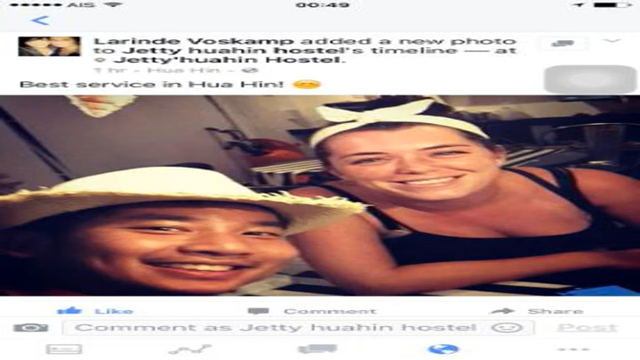 AIS 00:49
Larinde Voskamp added a new photo
to Jetty huahin hostel's timeline — at
Jetty'huahin Hostel.
1 hr · Hua Hin ·
Best service in Hua Hin! 😊
Like Comment Share
Comment as Jetty huahin hostel Post